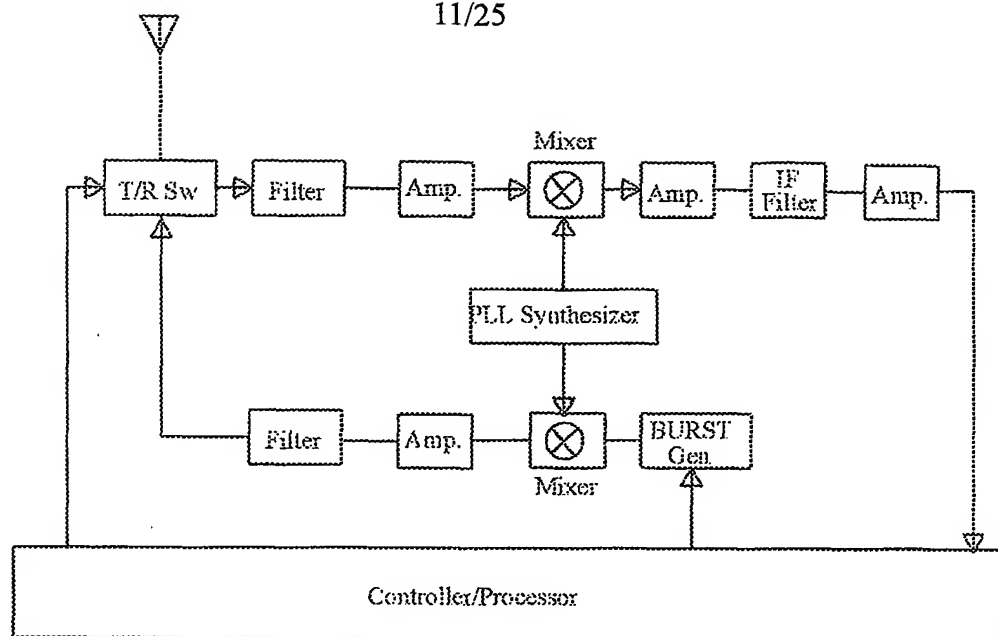 11/25
Mixer
T/R Sw
Filter
Amp.
Amp.
IF
Filter
Amp.
PLL Synthesizer
Filter
Amp.
BURST
Gen.
Mixer
Controller/Processor